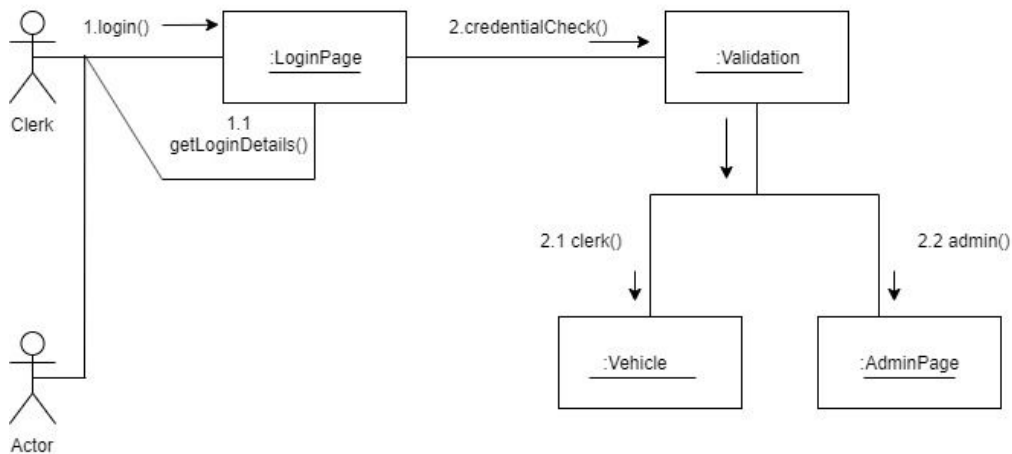 1.login()
2.credentialCheck()
:LoginPage
:Validation
Clerk
1.1
getLoginDetails()
2.1 clerk()
2.2 admin()
:Vehicle
:AdminPage
Actor